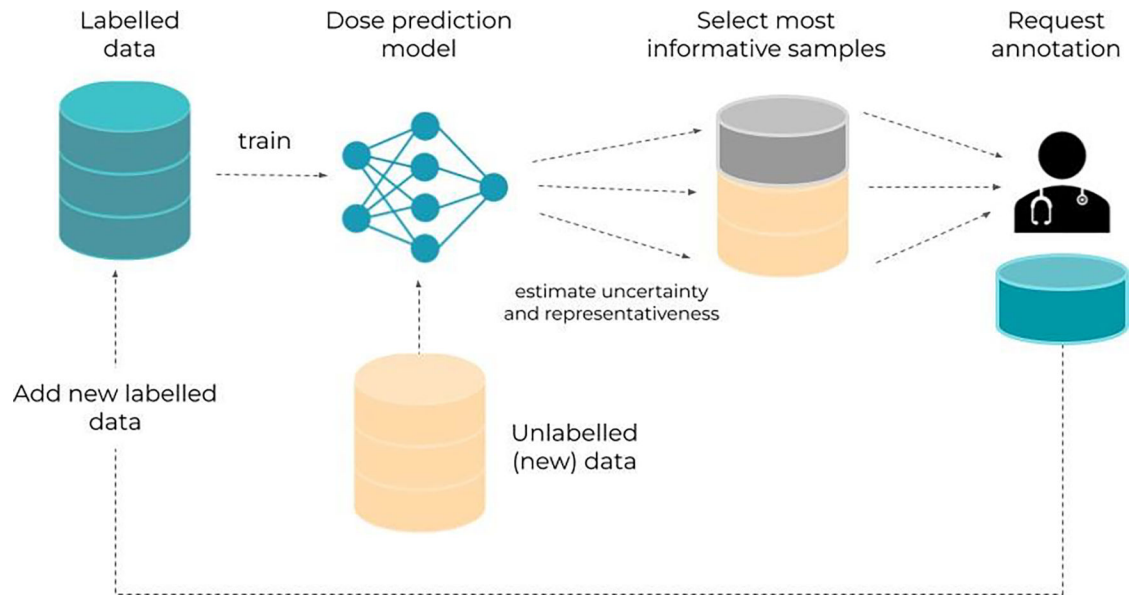 Labelled
data
Dose prediction
model
Select most
informative samples
Request
annotation
train
estimate uncertainty
and representativeness
Add new labelled
data
Unlabelled
(new) data